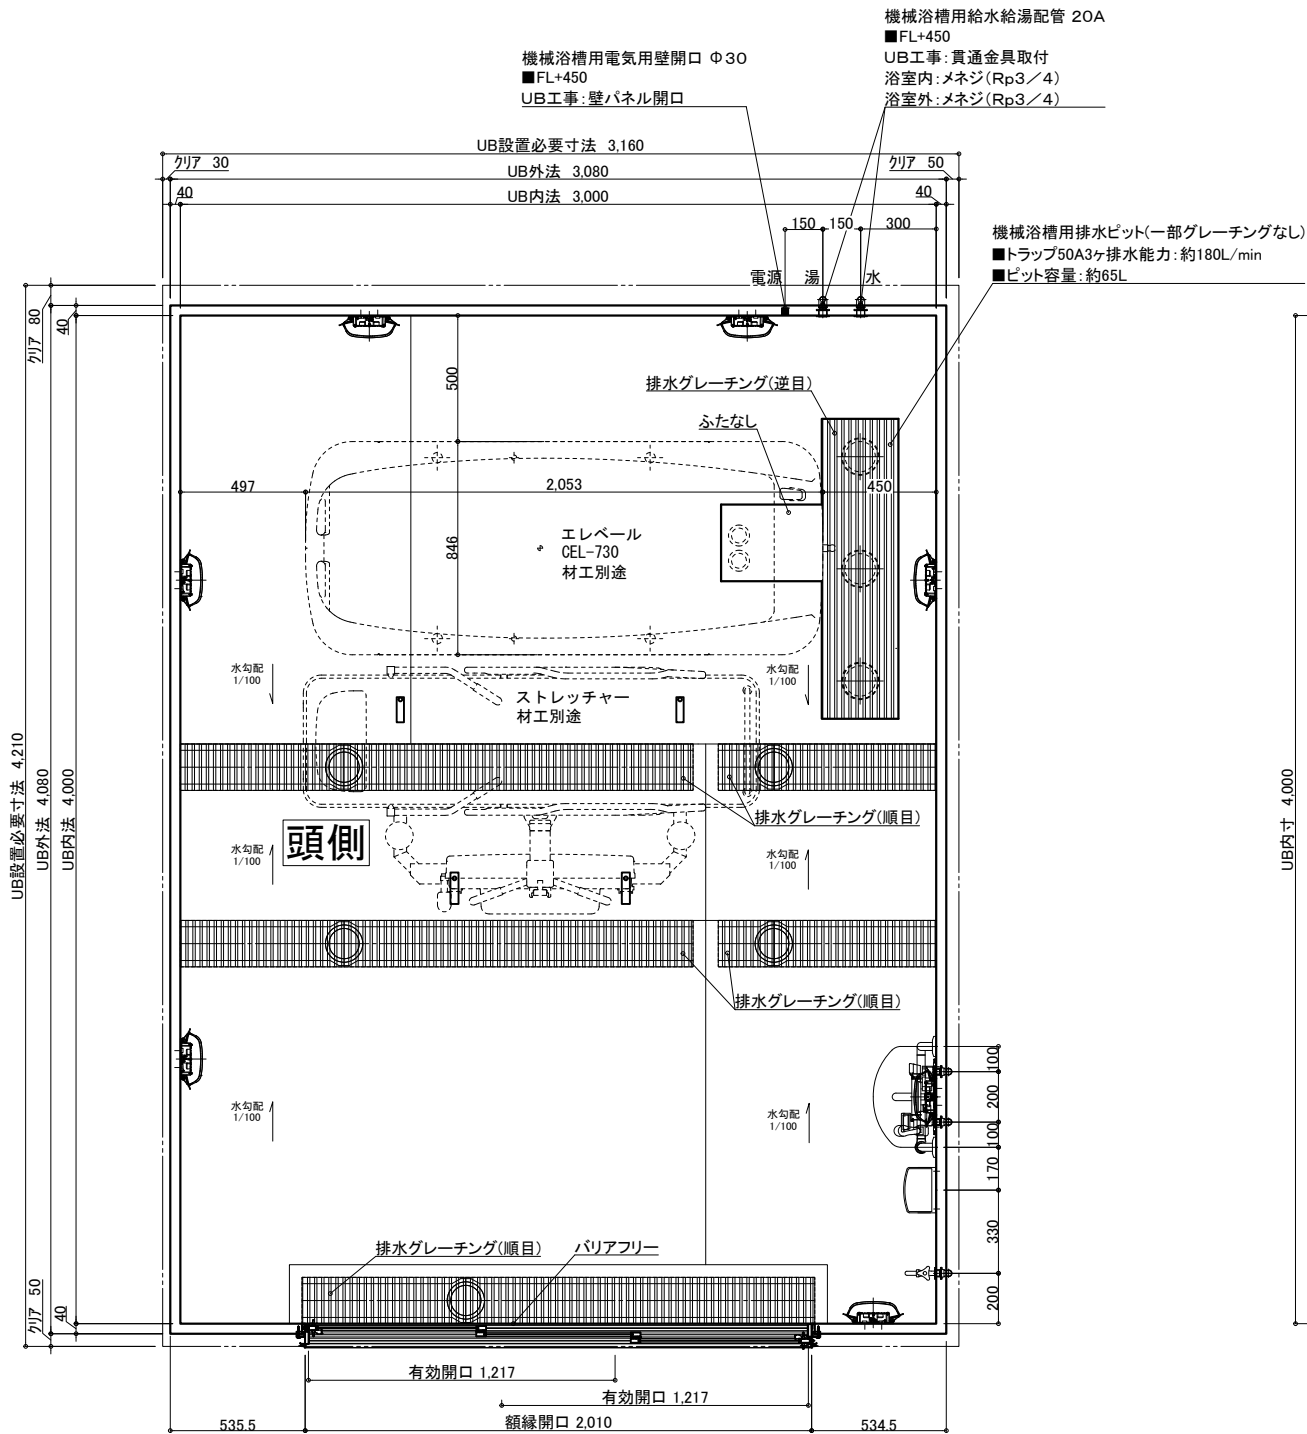 機械浴槽用給水給湯配管 20A
■FL+450
UB工事:貫通金具取付
浴室内:メネジ(Rp3/4)
浴室外:メネジ(Rp3/4)
機械浴槽用電気用壁開口 Φ30
■FL+450
UB工事:壁パネル開口
UB設置必要寸法 3,160
クリア 30
UB外法 3,080
クリア 50
40
UB内法 3,000
40
150
150
300
機械浴槽用排水ピット(一部グレーチングなし)
■トラップ50A3ヶ排水能力:約180L/min
■ピット容量:約65L
電源
湯
水
クリア 80
40
500
排水グレーチング(逆目)
ふたなし
497
2,053
450
846
エレベール
CEL-730
材工別途
水勾配
1/100
水勾配
1/100
ストレッチャー
材工別途
UB設置必要寸法 4,210
UB外法 4,080
UB内法 4,000
UB内寸 4,000
排水グレーチング(順目)
頭側
水勾配
1/100
水勾配
1/100
排水グレーチング(順目)
100
200
100
170
330
200
水勾配
1/100
水勾配
1/100
排水グレーチング(順目)
バリアフリー
クリア 50
40
有効開口 1,217
有効開口 1,217
535.5
額縁開口 2,010
534.5